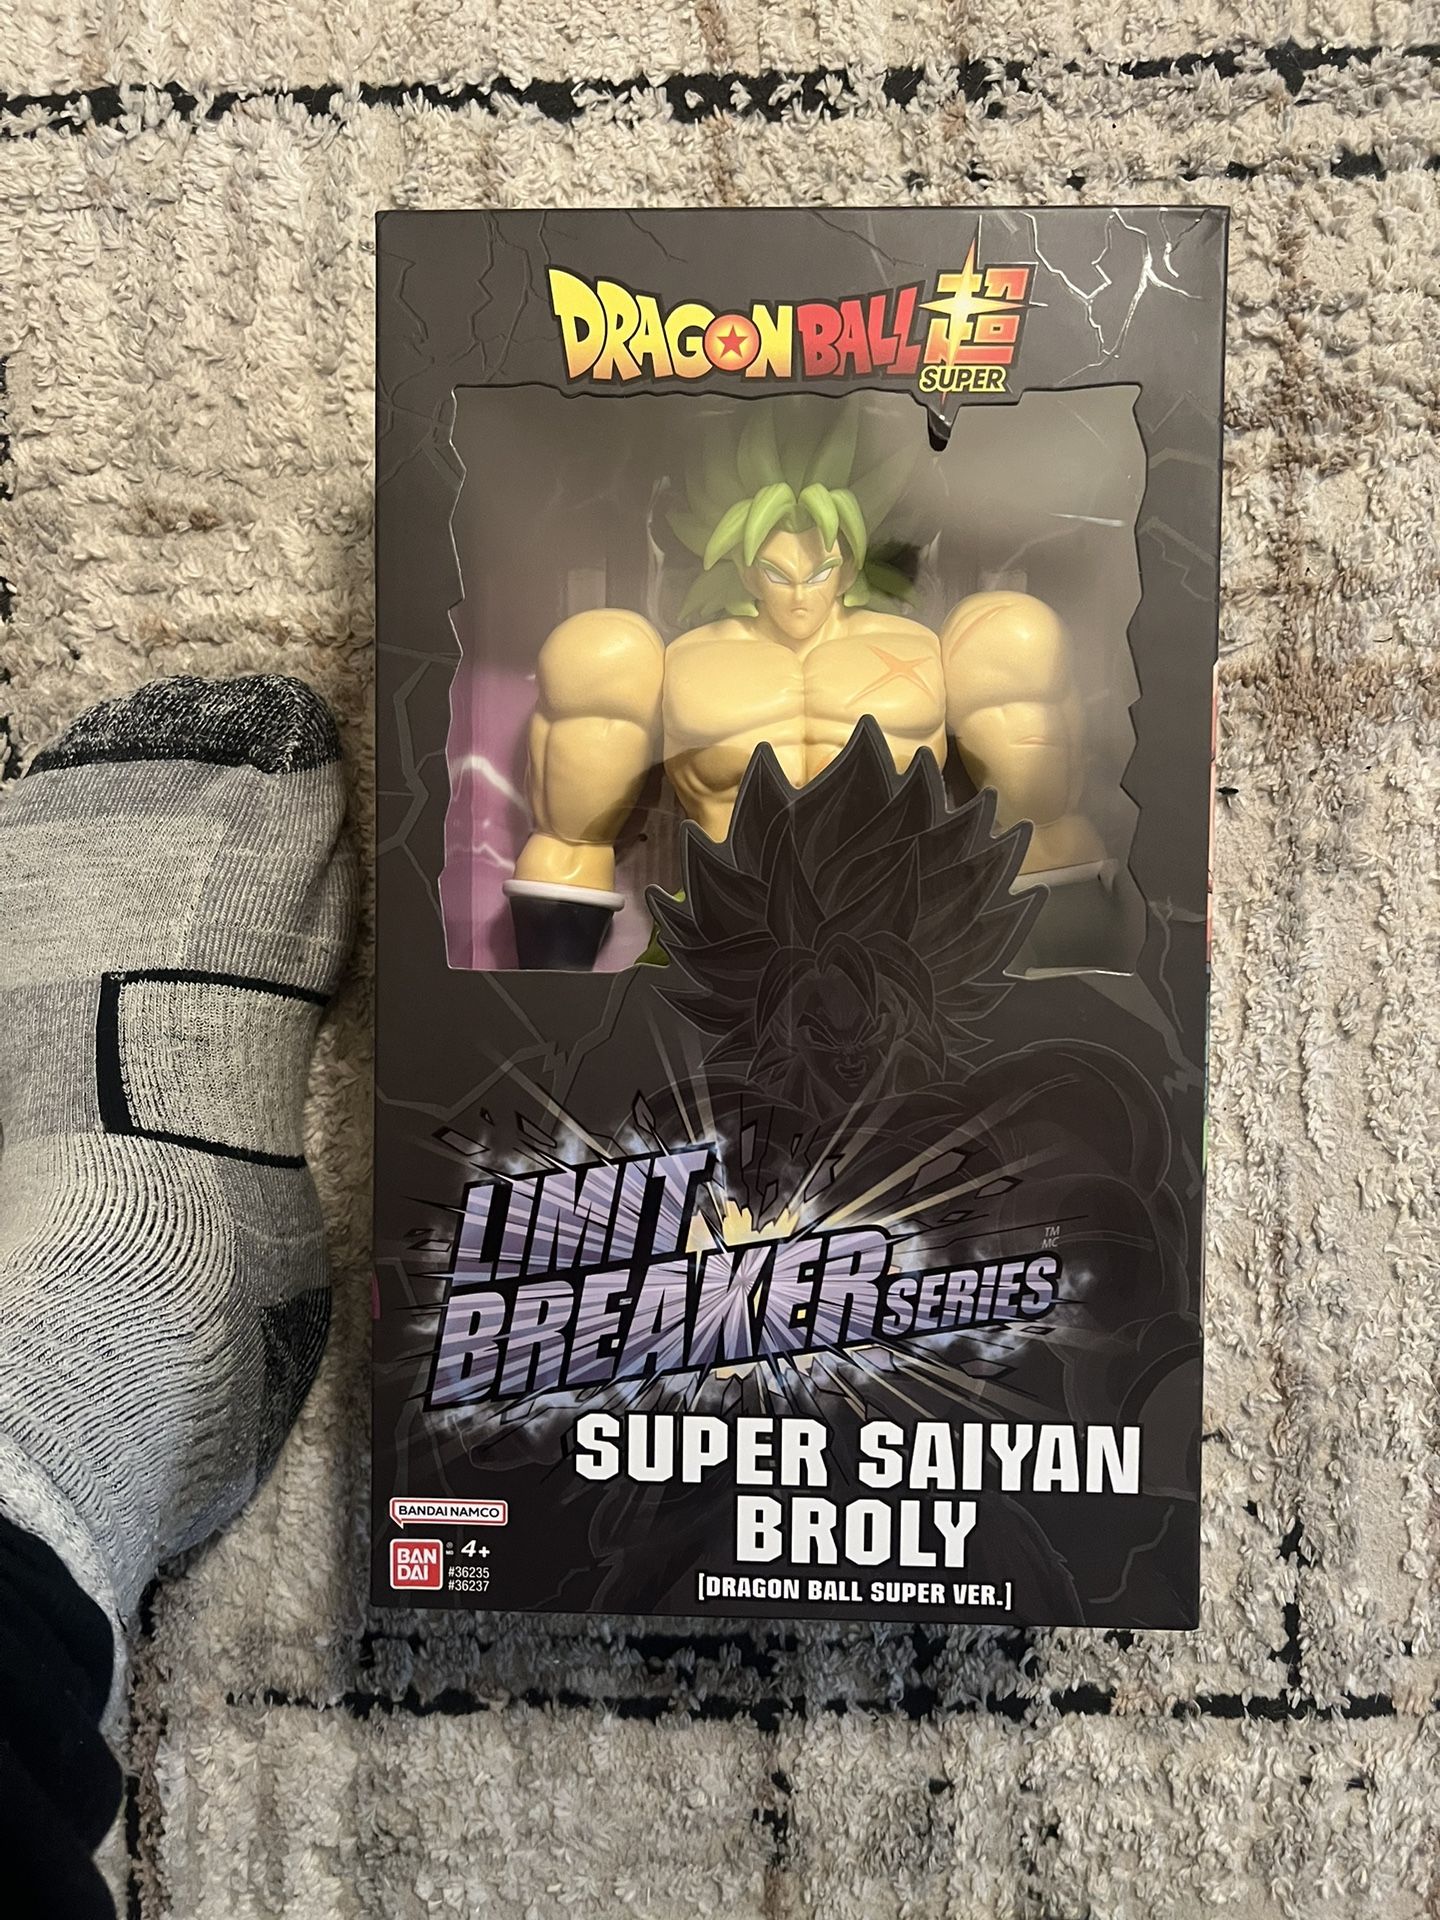 DRAGON BALL 超
SUPER
LIMIT
BREAKER SERIES
TM
MC
SUPER SAIYAN
BROLY
[DRAGON BALL SUPER VER.]
BANDAI NAMCO
BAN
DAI
® 4+
MD
#36235
#36237